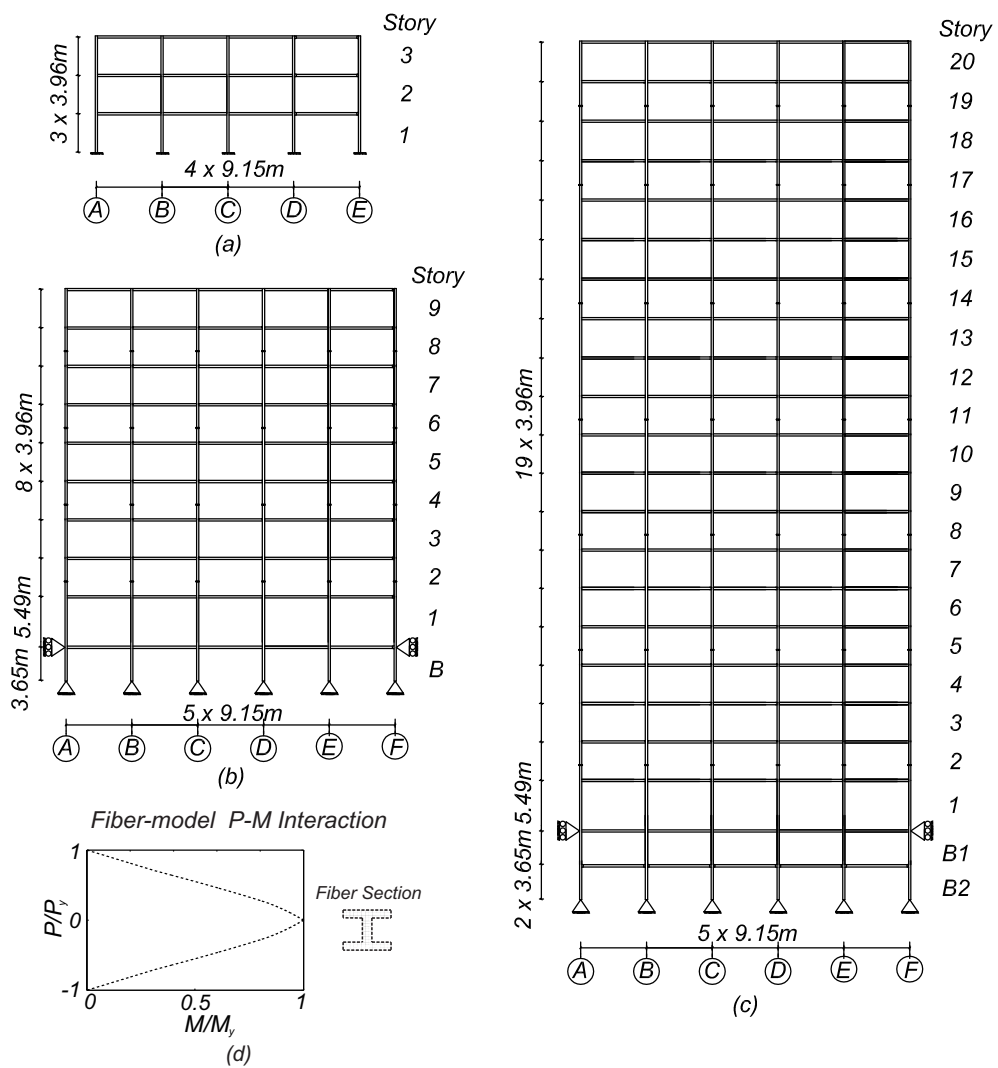 Story
3
2
1
3 x 3.96m
4 x 9.15m
A B C D E
(a)
Story
9
8
7
6
5
4
3
2
1
B
8 x 3.96m
5.49m
3.65m
5 x 9.15m
A B C D E F
(b)
Fiber-model P-M Interaction
1
0
-1
P/Py
0 0.5 1
M/My
Fiber Section
(d)
Story
20
19
18
17
16
15
14
13
12
11
10
9
8
7
6
5
4
3
2
1
B1
B2
19 x 3.96m
5.49m
2 x 3.65m
5 x 9.15m
A B C D E F
(c)